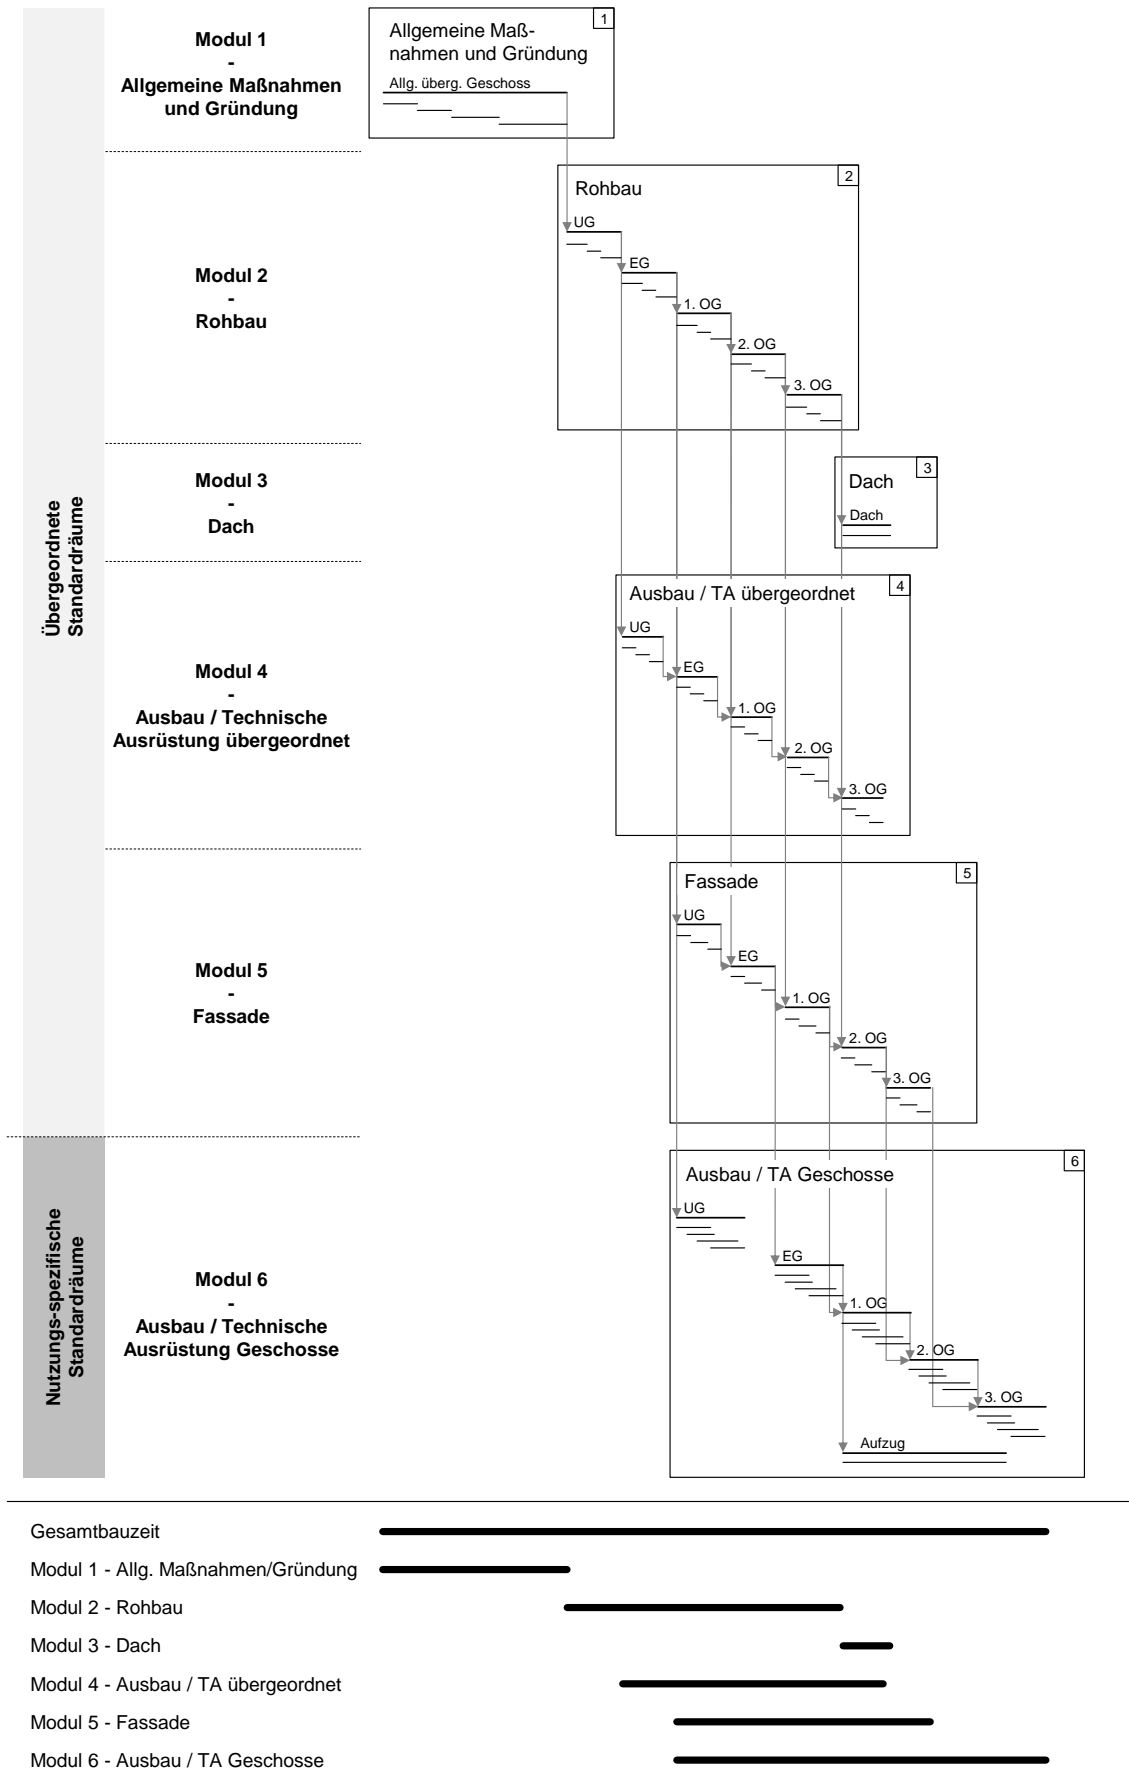 Übergeordnete
Standardräume
Nutzungs-spezifische
Standardräume
Modul 1
-
Allgemeine Maßnahmen
und Gründung
1
Allgemeine Maß-
nahmen und Gründung
Allg. überg. Geschoss
Modul 2
-
Rohbau
2
Rohbau
UG
EG
1. OG
2. OG
3. OG
Modul 3
-
Dach
3
Dach
Dach
Modul 4
-
Ausbau / Technische
Ausrüstung übergeordnet
4
Ausbau / TA übergeordnet
UG
EG
1. OG
2. OG
3. OG
Modul 5
-
Fassade
5
Fassade
UG
EG
1. OG
2. OG
3. OG
Modul 6
-
Ausbau / Technische
Ausrüstung Geschosse
6
Ausbau / TA Geschosse
UG
EG
1. OG
2. OG
3. OG
Aufzug
Gesamtbauzeit
Modul 1 - Allg. Maßnahmen/Gründung
Modul 2 - Rohbau
Modul 3 - Dach
Modul 4 - Ausbau / TA übergeordnet
Modul 5 - Fassade
Modul 6 - Ausbau / TA Geschosse